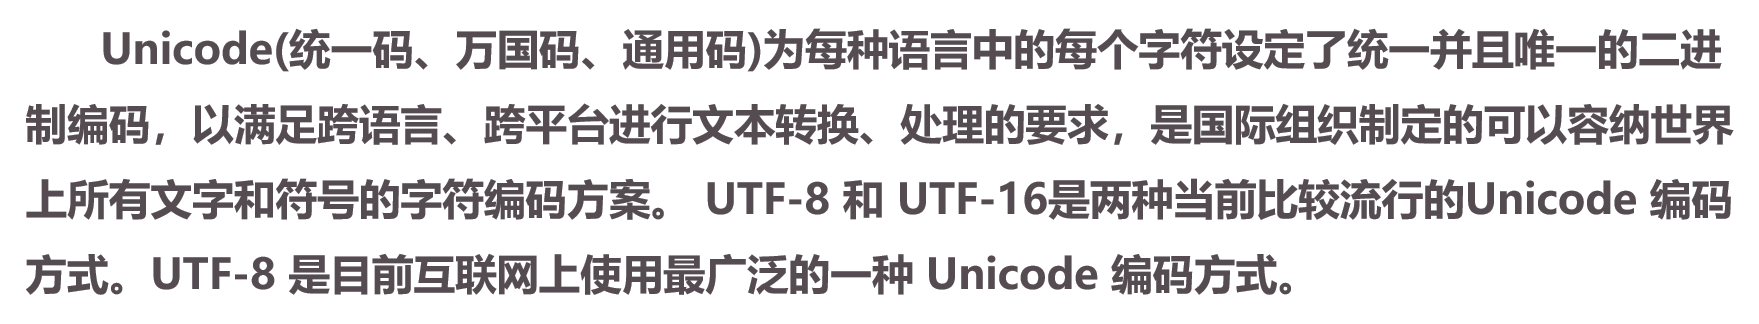 Unicode(统一码、万国码、通用码)为每种语言中的每个字符设定了统一并且唯一的二进
制编码，以满足跨语言、跨平台进行文本转换、处理的要求，是国际组织制定的可以容纳世界
上所有文字和符号的字符编码方案。 UTF-8 和 UTF-16是两种当前比较流行的Unicode 编码
方式。UTF-8 是目前互联网上使用最广泛的一种 Unicode 编码方式。